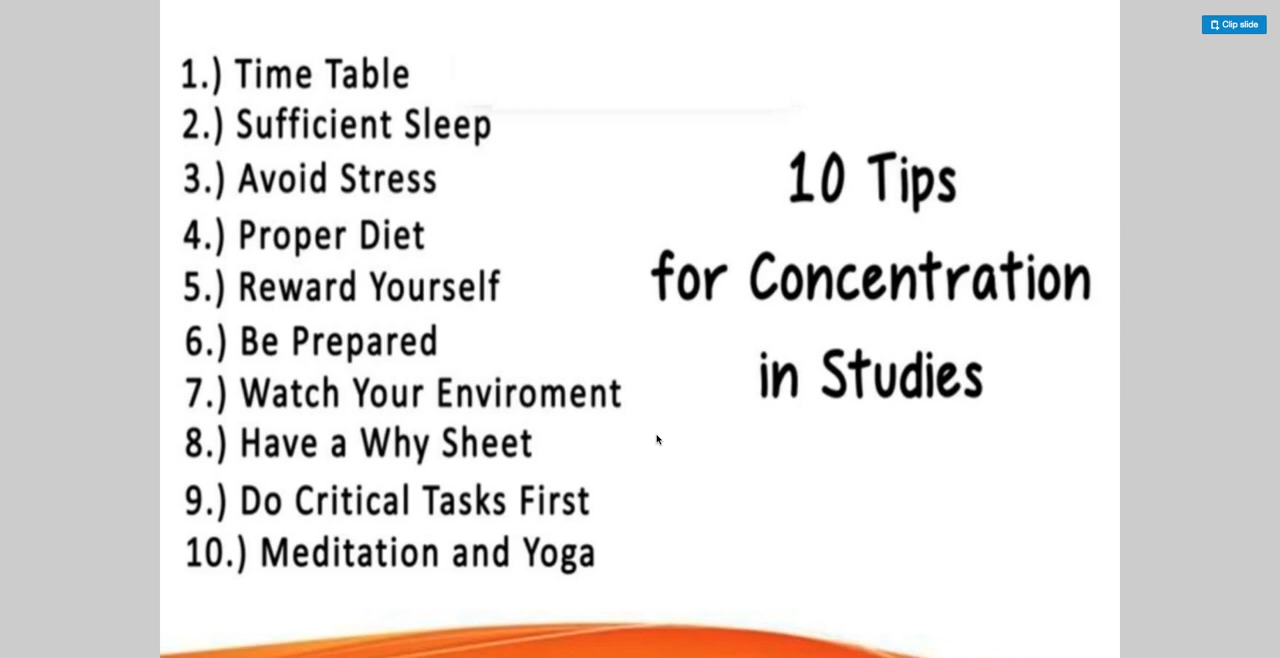 Clip slide
1.) Time Table
2.) Sufficient Sleep
3.) Avoid Stress
4.) Proper Diet
5.) Reward Yourself
6.) Be Prepared
7.) Watch Your Enviroment
8.) Have a Why Sheet
9.) Do Critical Tasks First
10.) Meditation and Yoga
10 Tips
for Concentration
in Studies